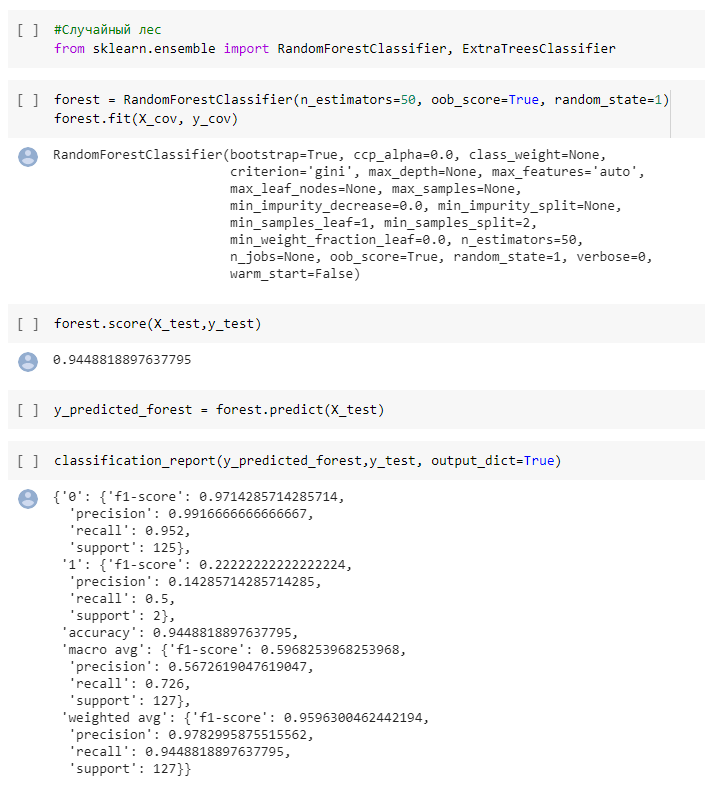 [ ] #Случайный лес
from sklearn.ensemble import RandomForestClassifier, ExtraTreesClassifier
[ ] forest = RandomForestClassifier(n_estimators=50, oob_score=True, random_state=1)
forest.fit(X_cov, y_cov)
RandomForestClassifier(bootstrap=True, ccp_alpha=0.0, class_weight=None,
criterion='gini', max_depth=None, max_features='auto',
max_leaf_nodes=None, max_samples=None,
min_impurity_decrease=0.0, min_impurity_split=None,
min_samples_leaf=1, min_samples_split=2,
min_weight_fraction_leaf=0.0, n_estimators=50,
n_jobs=None, oob_score=True, random_state=1, verbose=0,
warm_start=False)
[ ] forest.score(X_test,y_test)
0.9448818897637795
[ ] y_predicted_forest = forest.predict(X_test)
[ ] classification_report(y_predicted_forest,y_test, output_dict=True)
{'0': {'f1-score': 0.9714285714285714,
'precision': 0.9916666666666667,
'recall': 0.952,
'support': 125},
'1': {'f1-score': 0.22222222222222224,
'precision': 0.14285714285714285,
'recall': 0.5,
'support': 2},
'accuracy': 0.9448818897637795,
'macro avg': {'f1-score': 0.5968253968253968,
'precision': 0.5672619047619047,
'recall': 0.726,
'support': 127},
'weighted avg': {'f1-score': 0.9596300462442194,
'precision': 0.9782995875515562,
'recall': 0.9448818897637795,
'support': 127}}